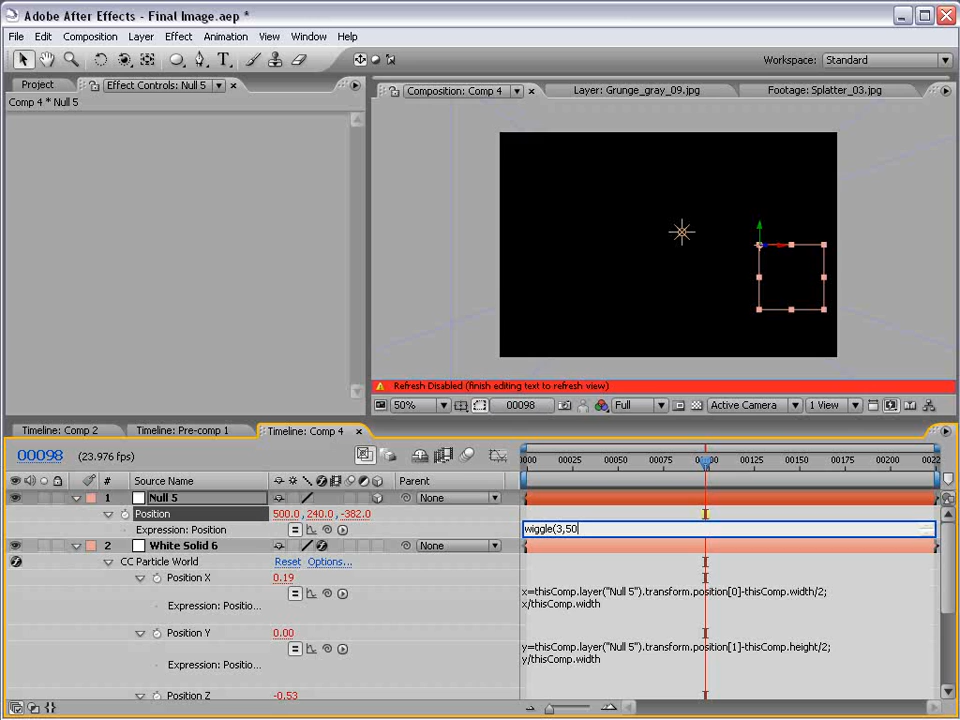 Adobe After Effects - Final Image.aep *
File Edit Composition Layer Effect Animation View Window Help
Workspace: Standard
Project Effect Controls: Null 5
Comp 4 * Null 5
Composition: Comp 4 Layer: Grunge_gray_09.jpg Footage: Splatter_03.jpg
Refresh Disabled (finish editing text to refresh view)
50% 00098 Full Active Camera 1 View
Timeline: Comp 2 Timeline: Pre-comp 1 Timeline: Comp 4
00098 (23.976 fps)
0000 00025 00050 00075 00100 00125 00150 00175 00200 0022
# Source Name Parent
1 Null 5 None
Position 500.0, 240.0, -382.0
Expression: Position wiggle(3,50
2 White Solid 6 None
CC Particle World Reset Options...
Position X 0.19
Expression: Positio...
x=thisComp.layer("Null 5").transform.position[0]-thisComp.width/2;
x/thisComp.width
Position Y 0.00
Expression: Positio...
y=thisComp.layer("Null 5").transform.position[1]-thisComp.height/2;
y/thisComp.width
Position Z -0.53